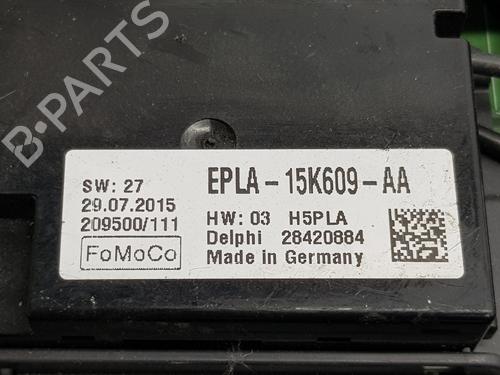 B-PARTS
SW: 27
29.07.2015
209500/111
FoMoCo
EPLA-15K609-AA
HW: 03 H5PLA
Delphi 28420884
Made in Germany